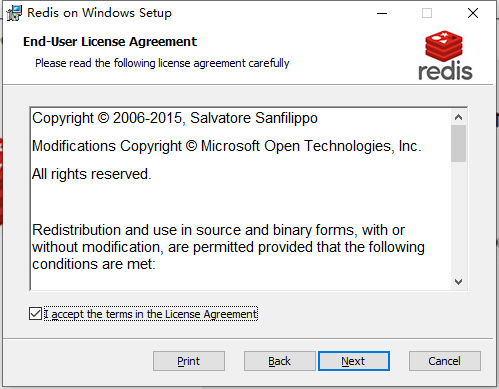 Redis on Windows Setup
End-User License Agreement
Please read the following license agreement carefully
redis
Copyright © 2006-2015, Salvatore Sanfilippo
Modifications Copyright © Microsoft Open Technologies, Inc.
All rights reserved.
Redistribution and use in source and binary forms, with or
without modification, are permitted provided that the following
conditions are met:
I accept the terms in the License Agreement
Print
Back
Next
Cancel